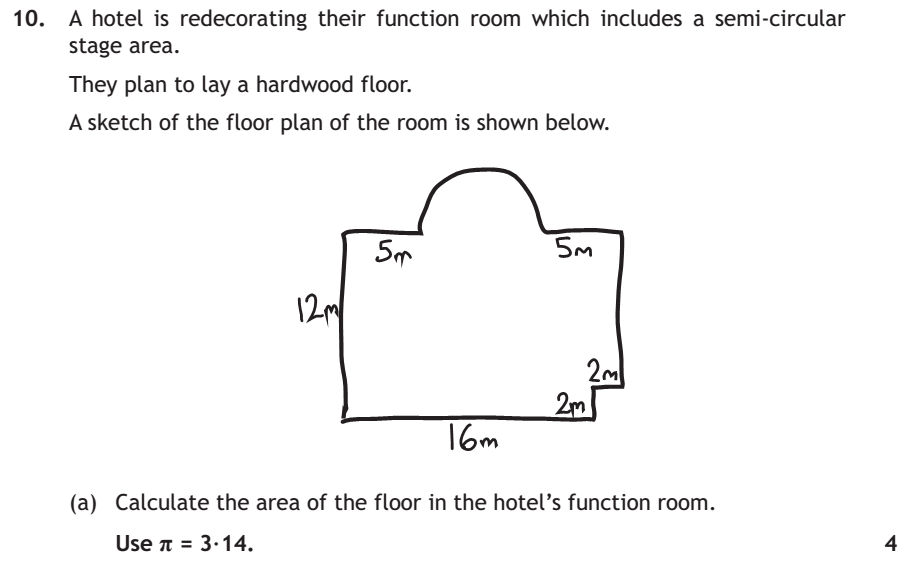 10. A hotel is redecorating their function room which includes a semi-circular
stage area.
They plan to lay a hardwood floor.
A sketch of the floor plan of the room is shown below.
5m 5m
12m
2m
2m
16m
(a) Calculate the area of the floor in the hotel's function room.
Use π = 3·14. 4